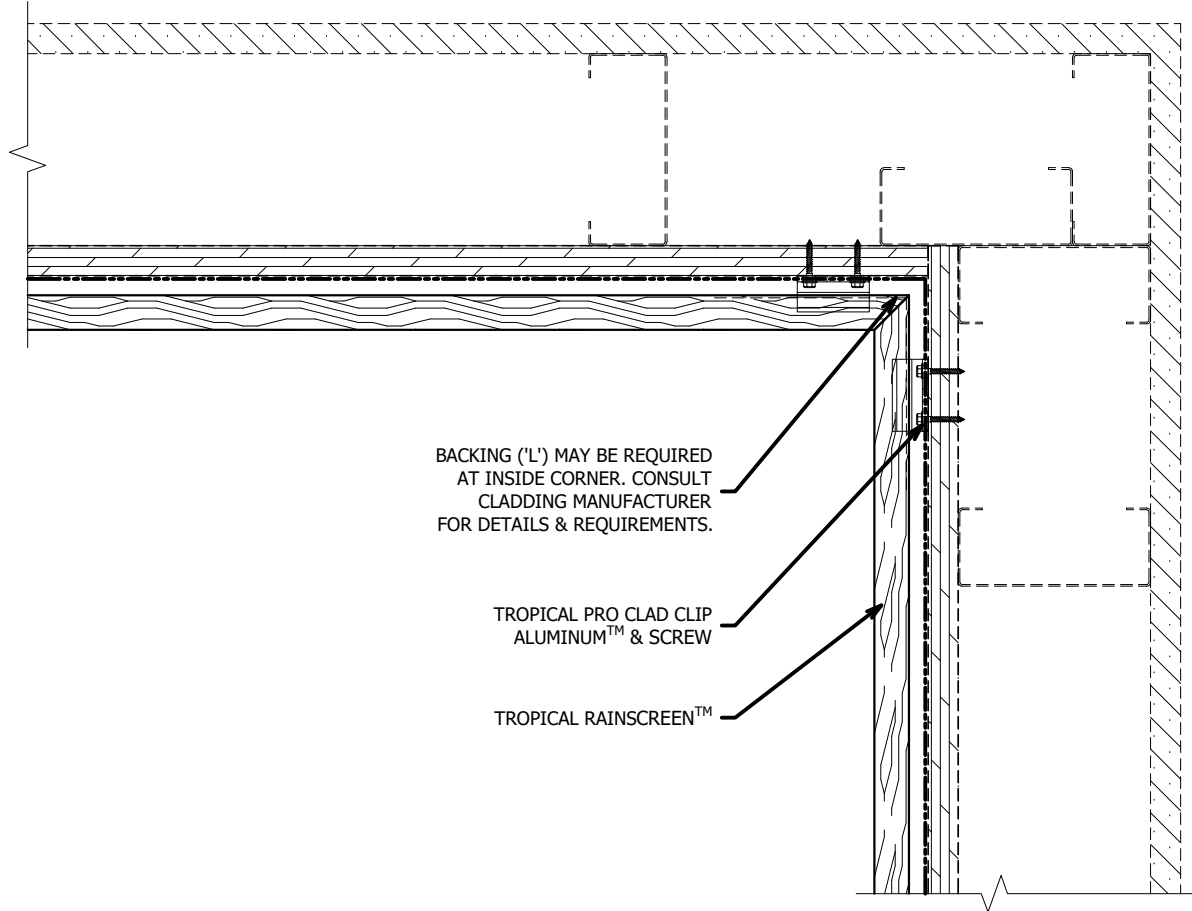 BACKING ('L') MAY BE REQUIRED
AT INSIDE CORNER. CONSULT
CLADDING MANUFACTURER
FOR DETAILS & REQUIREMENTS.
TROPICAL PRO CLAD CLIP
ALUMINUM™ & SCREW
TROPICAL RAINSCREEN™